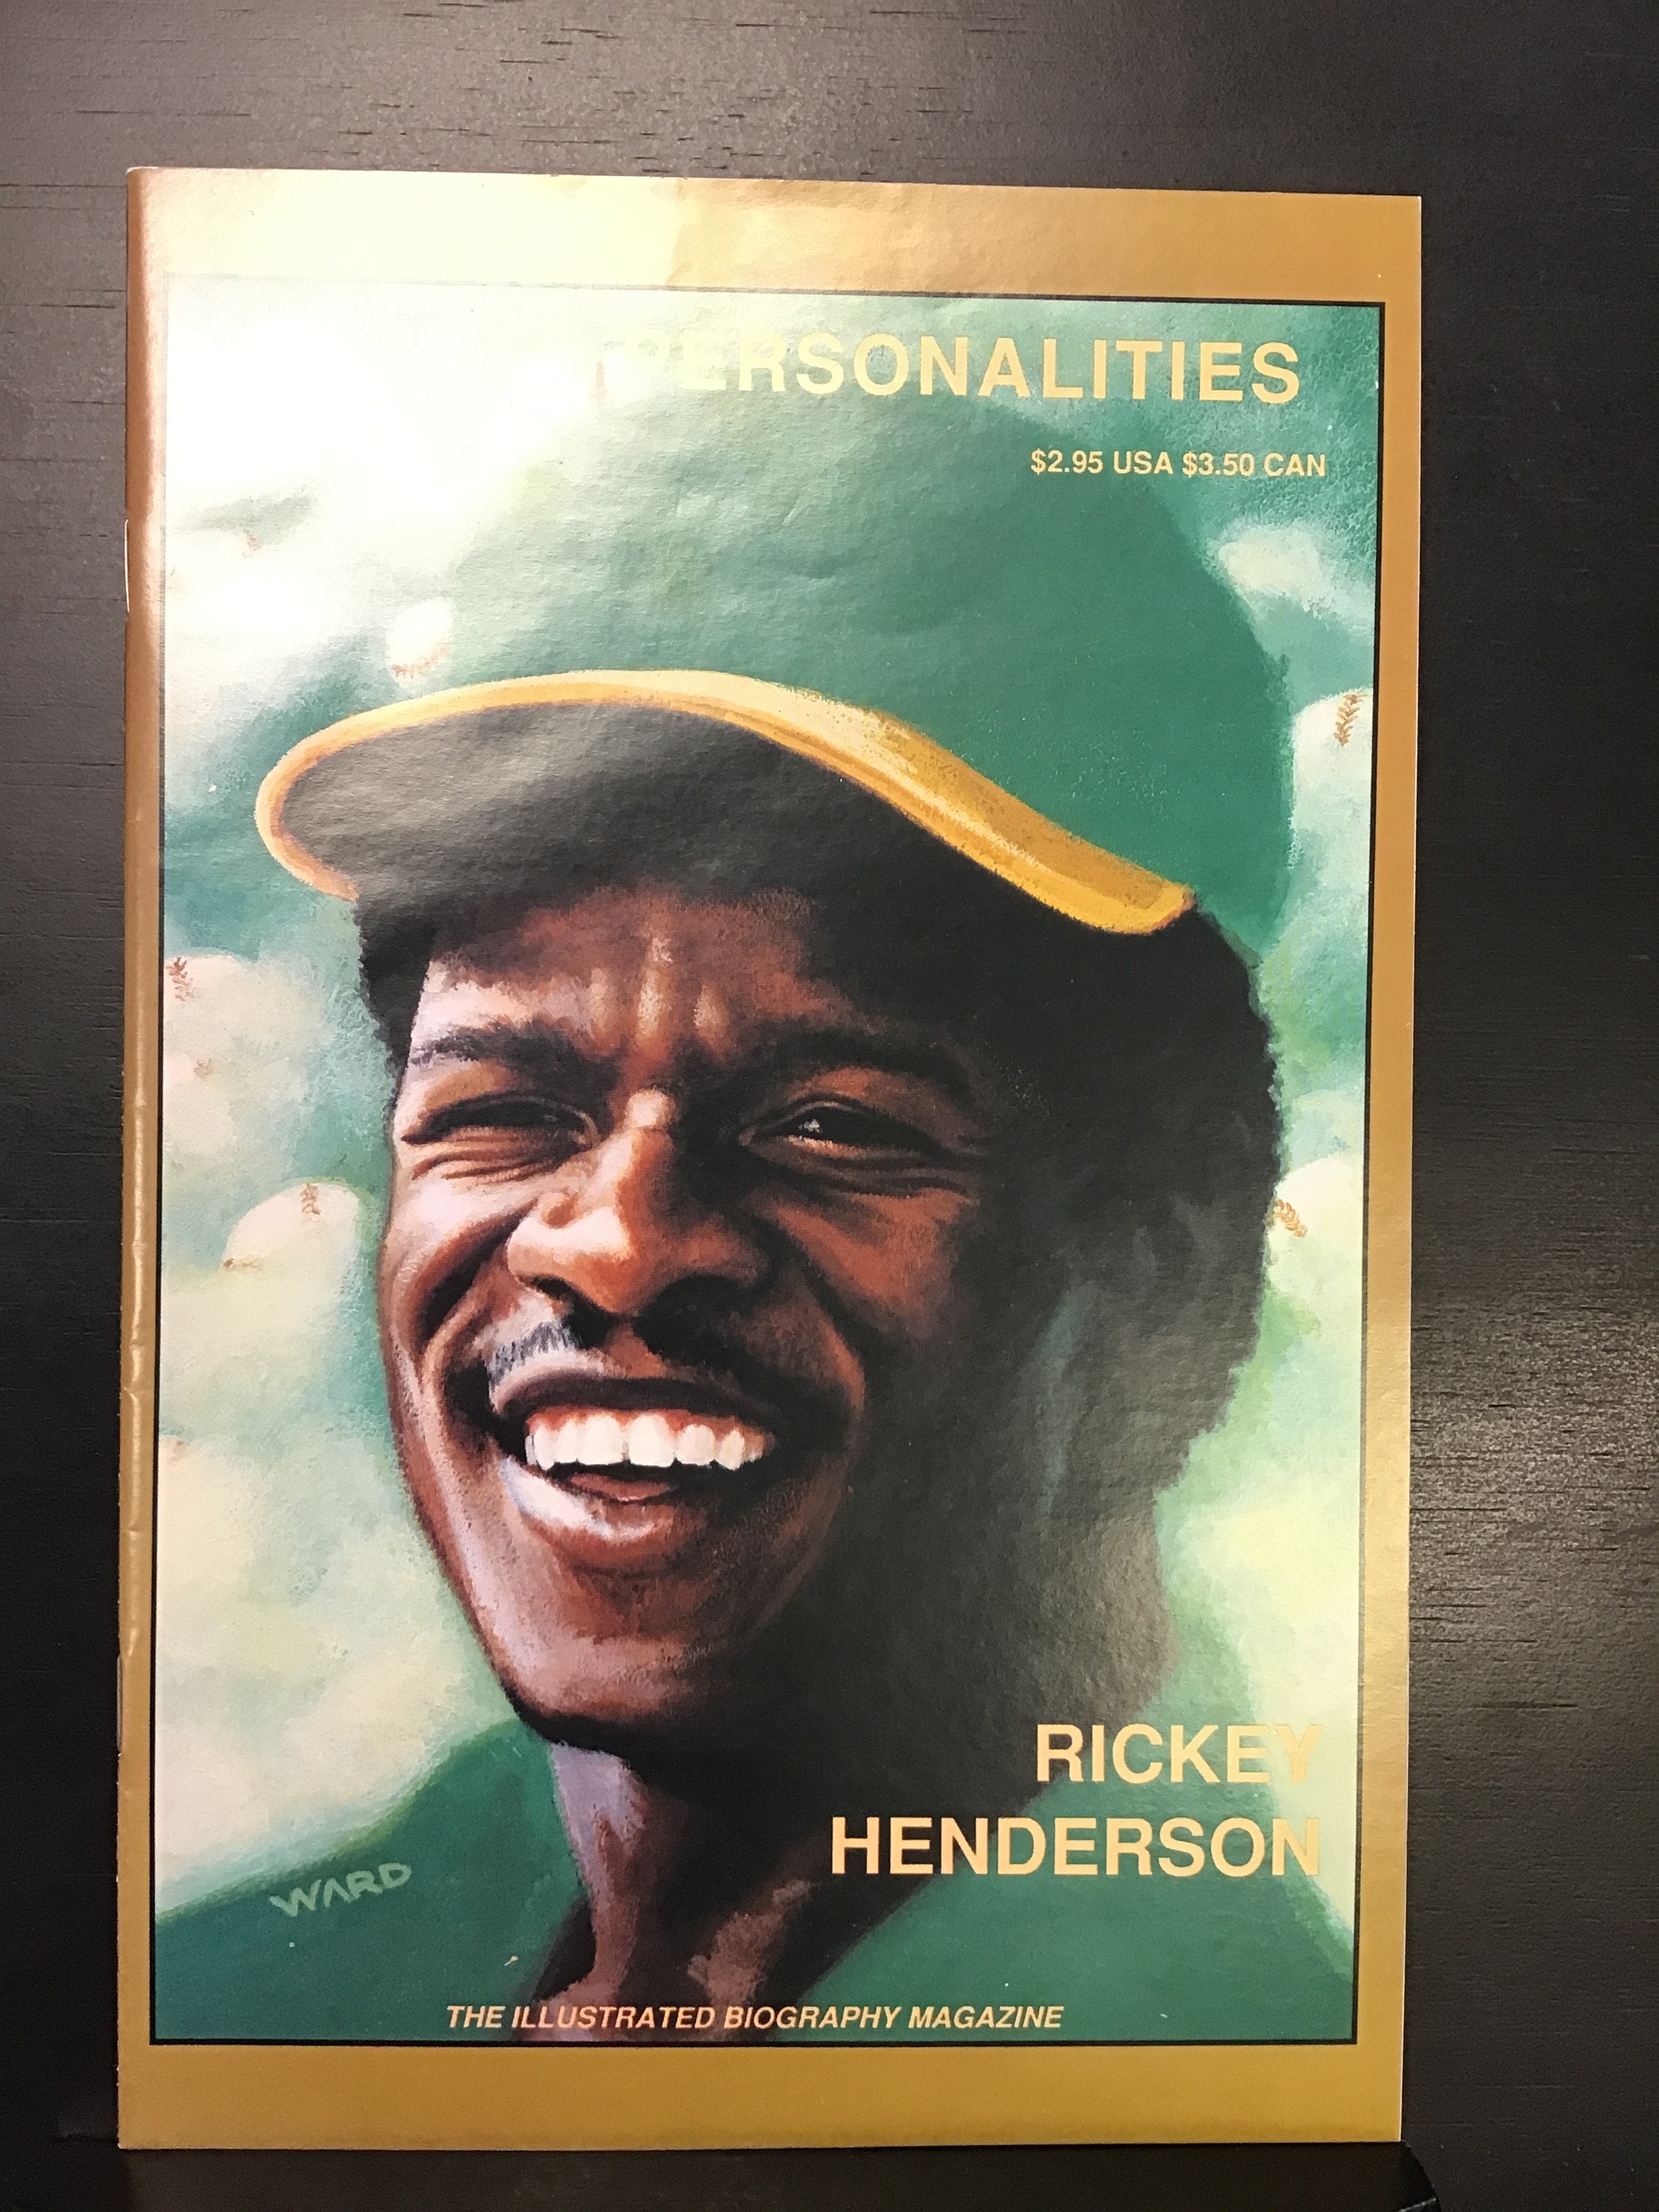 PERSONALITIES
$2.95 USA $3.50 CAN
RICKEY
HENDERSON
WARD
THE ILLUSTRATED BIOGRAPHY MAGAZINE